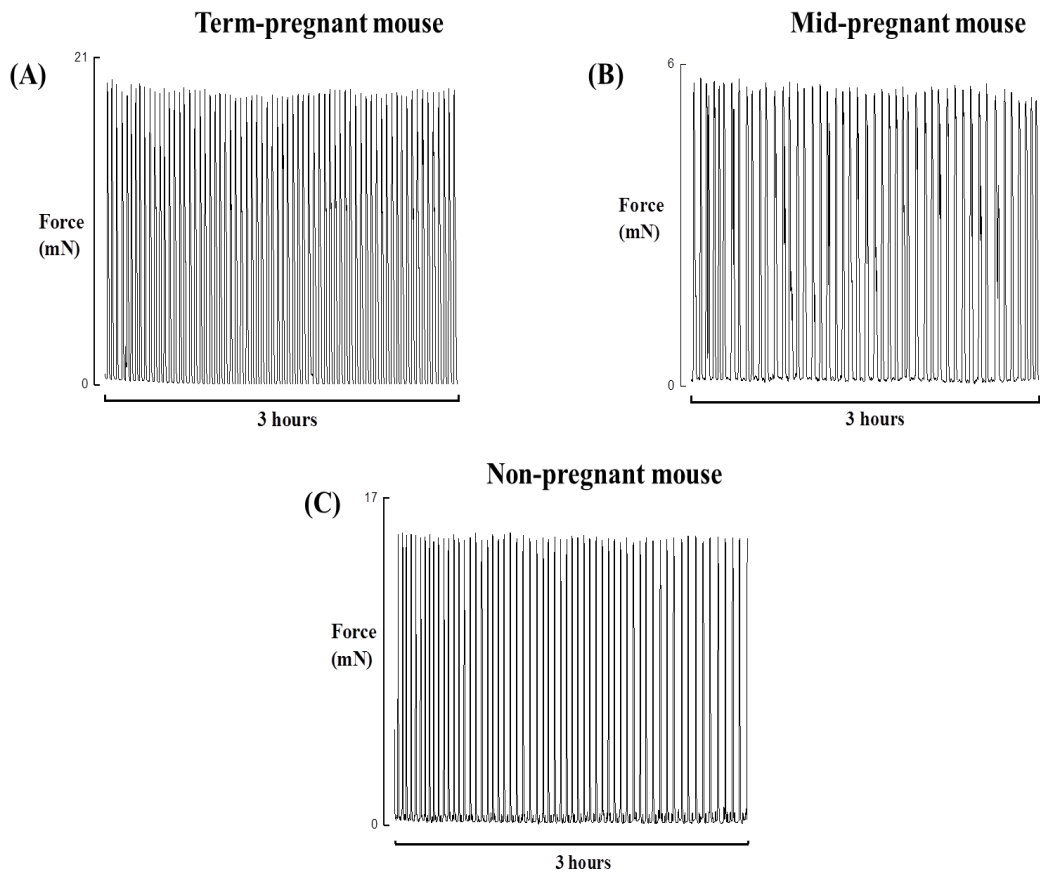 Term-pregnant mouse
(A)
21
Force
(mN)
0
3 hours
Mid-pregnant mouse
(B)
6
Force
(mN)
0
3 hours
Non-pregnant mouse
(C)
17
Force
(mN)
0
3 hours